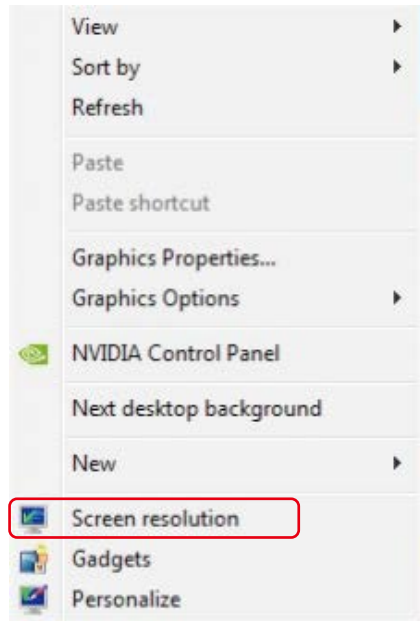 View
Sort by
Refresh
Paste
Paste shortcut
Graphics Properties...
Graphics Options
NVIDIA Control Panel
Next desktop background
New
Screen resolution
Gadgets
Personalize